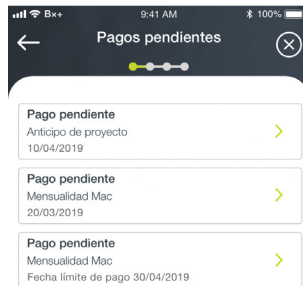 B×+ 9:41 AM 100%
Pagos pendientes
Pago pendiente
Anticipo de proyecto
10/04/2019
Pago pendiente
Mensualidad Mac
20/03/2019
Pago pendiente
Mensualidad Mac
Fecha límite de pago 30/04/2019